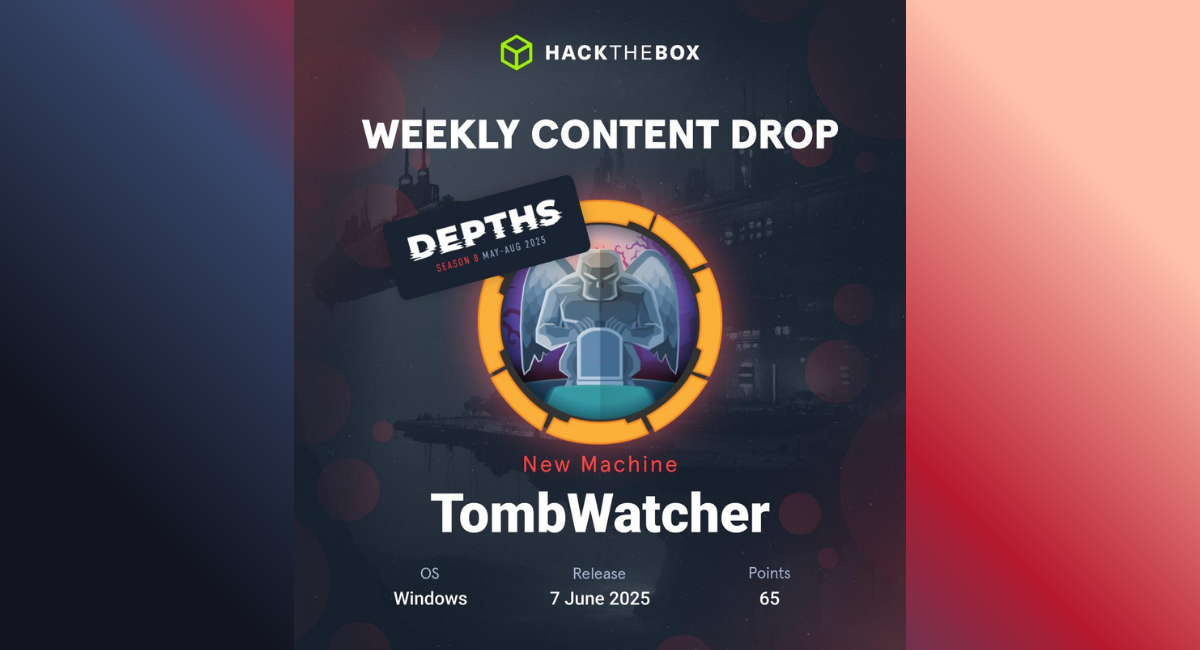 HACKTHEBOX
WEEKLY CONTENT DROP
DEPTHS
SEASON 8 MAY-AUG 2025
New Machine
TombWatcher
OS Release Points
Windows 7 June 2025 65